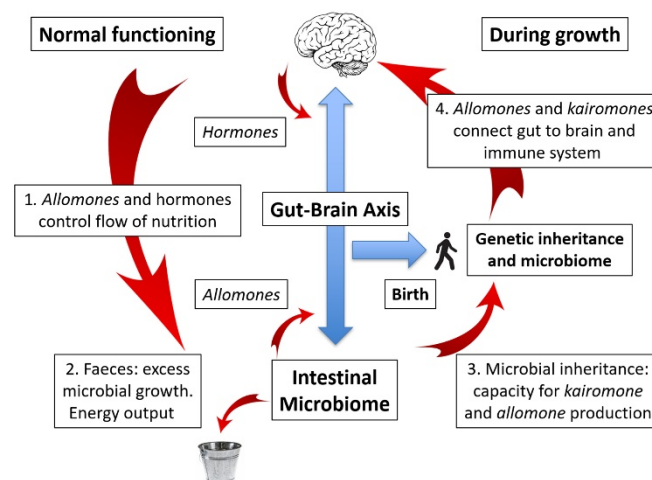 Normal functioning
During growth
Hormones
4. Allomones and kairomones
connect gut to brain and
immune system
1. Allomones and hormones
control flow of nutrition
Gut-Brain Axis
Genetic inheritance
and microbiome
Allomones
Birth
2. Faeces: excess
microbial growth.
Energy output
Intestinal
Microbiome
3. Microbial inheritance:
capacity for kairomone
and allomone production